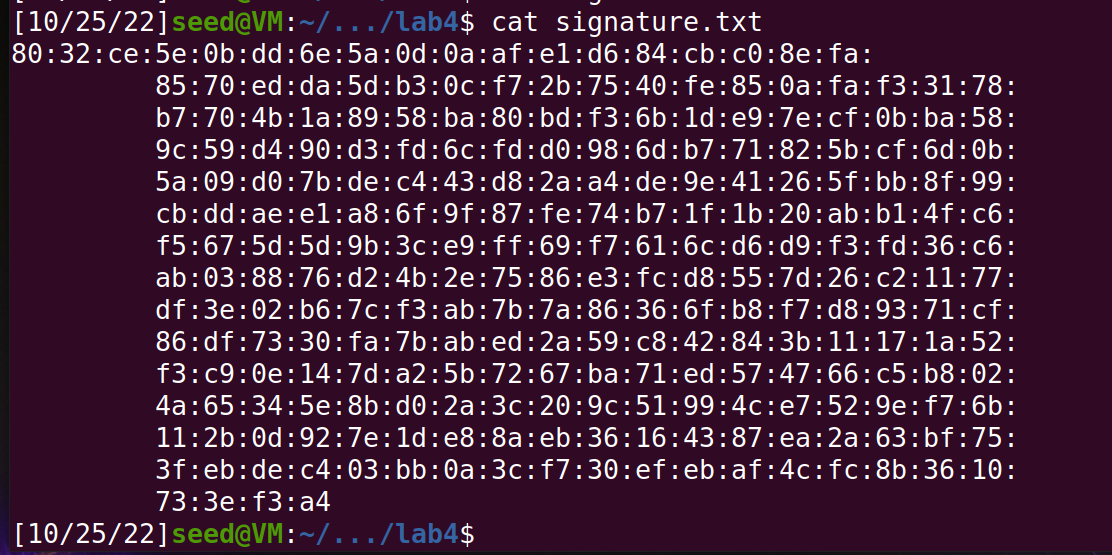 [10/25/22]seed@VM:~/.../lab4$ cat signature.txt
80:32:ce:5e:0b:dd:6e:5a:0d:0a:af:e1:d6:84:cb:c0:8e:fa:
85:70:ed:da:5d:b3:0c:f7:2b:75:40:fe:85:0a:fa:f3:31:78:
b7:70:4b:1a:89:58:ba:80:bd:f3:6b:1d:e9:7e:cf:0b:ba:58:
9c:59:d4:90:d3:fd:6c:fd:d0:98:6d:b7:71:82:5b:cf:6d:0b:
5a:09:d0:7b:de:c4:43:d8:2a:a4:de:9e:41:26:5f:bb:8f:99:
cb:dd:ae:e1:a8:6f:9f:87:fe:74:b7:1f:1b:20:ab:b1:4f:c6:
f5:67:5d:5d:9b:3c:e9:ff:69:f7:61:6c:d6:d9:f3:fd:36:c6:
ab:03:88:76:d2:4b:2e:75:86:e3:fc:d8:55:7d:26:c2:11:77:
df:3e:02:b6:7c:f3:ab:7b:7a:86:36:6f:b8:f7:d8:93:71:cf:
86:df:73:30:fa:7b:ab:ed:2a:59:c8:42:84:3b:11:17:1a:52:
f3:c9:0e:14:7d:a2:5b:72:67:ba:71:ed:57:47:66:c5:b8:02:
4a:65:34:5e:8b:d0:2a:3c:20:9c:51:99:4c:e7:52:9e:f7:6b:
11:2b:0d:92:7e:1d:e8:8a:eb:36:16:43:87:ea:2a:63:bf:75:
3f:eb:de:c4:03:bb:0a:3c:f7:30:ef:eb:af:4c:fc:8b:36:10:
73:3e:f3:a4
[10/25/22]seed@VM:~/.../lab4$